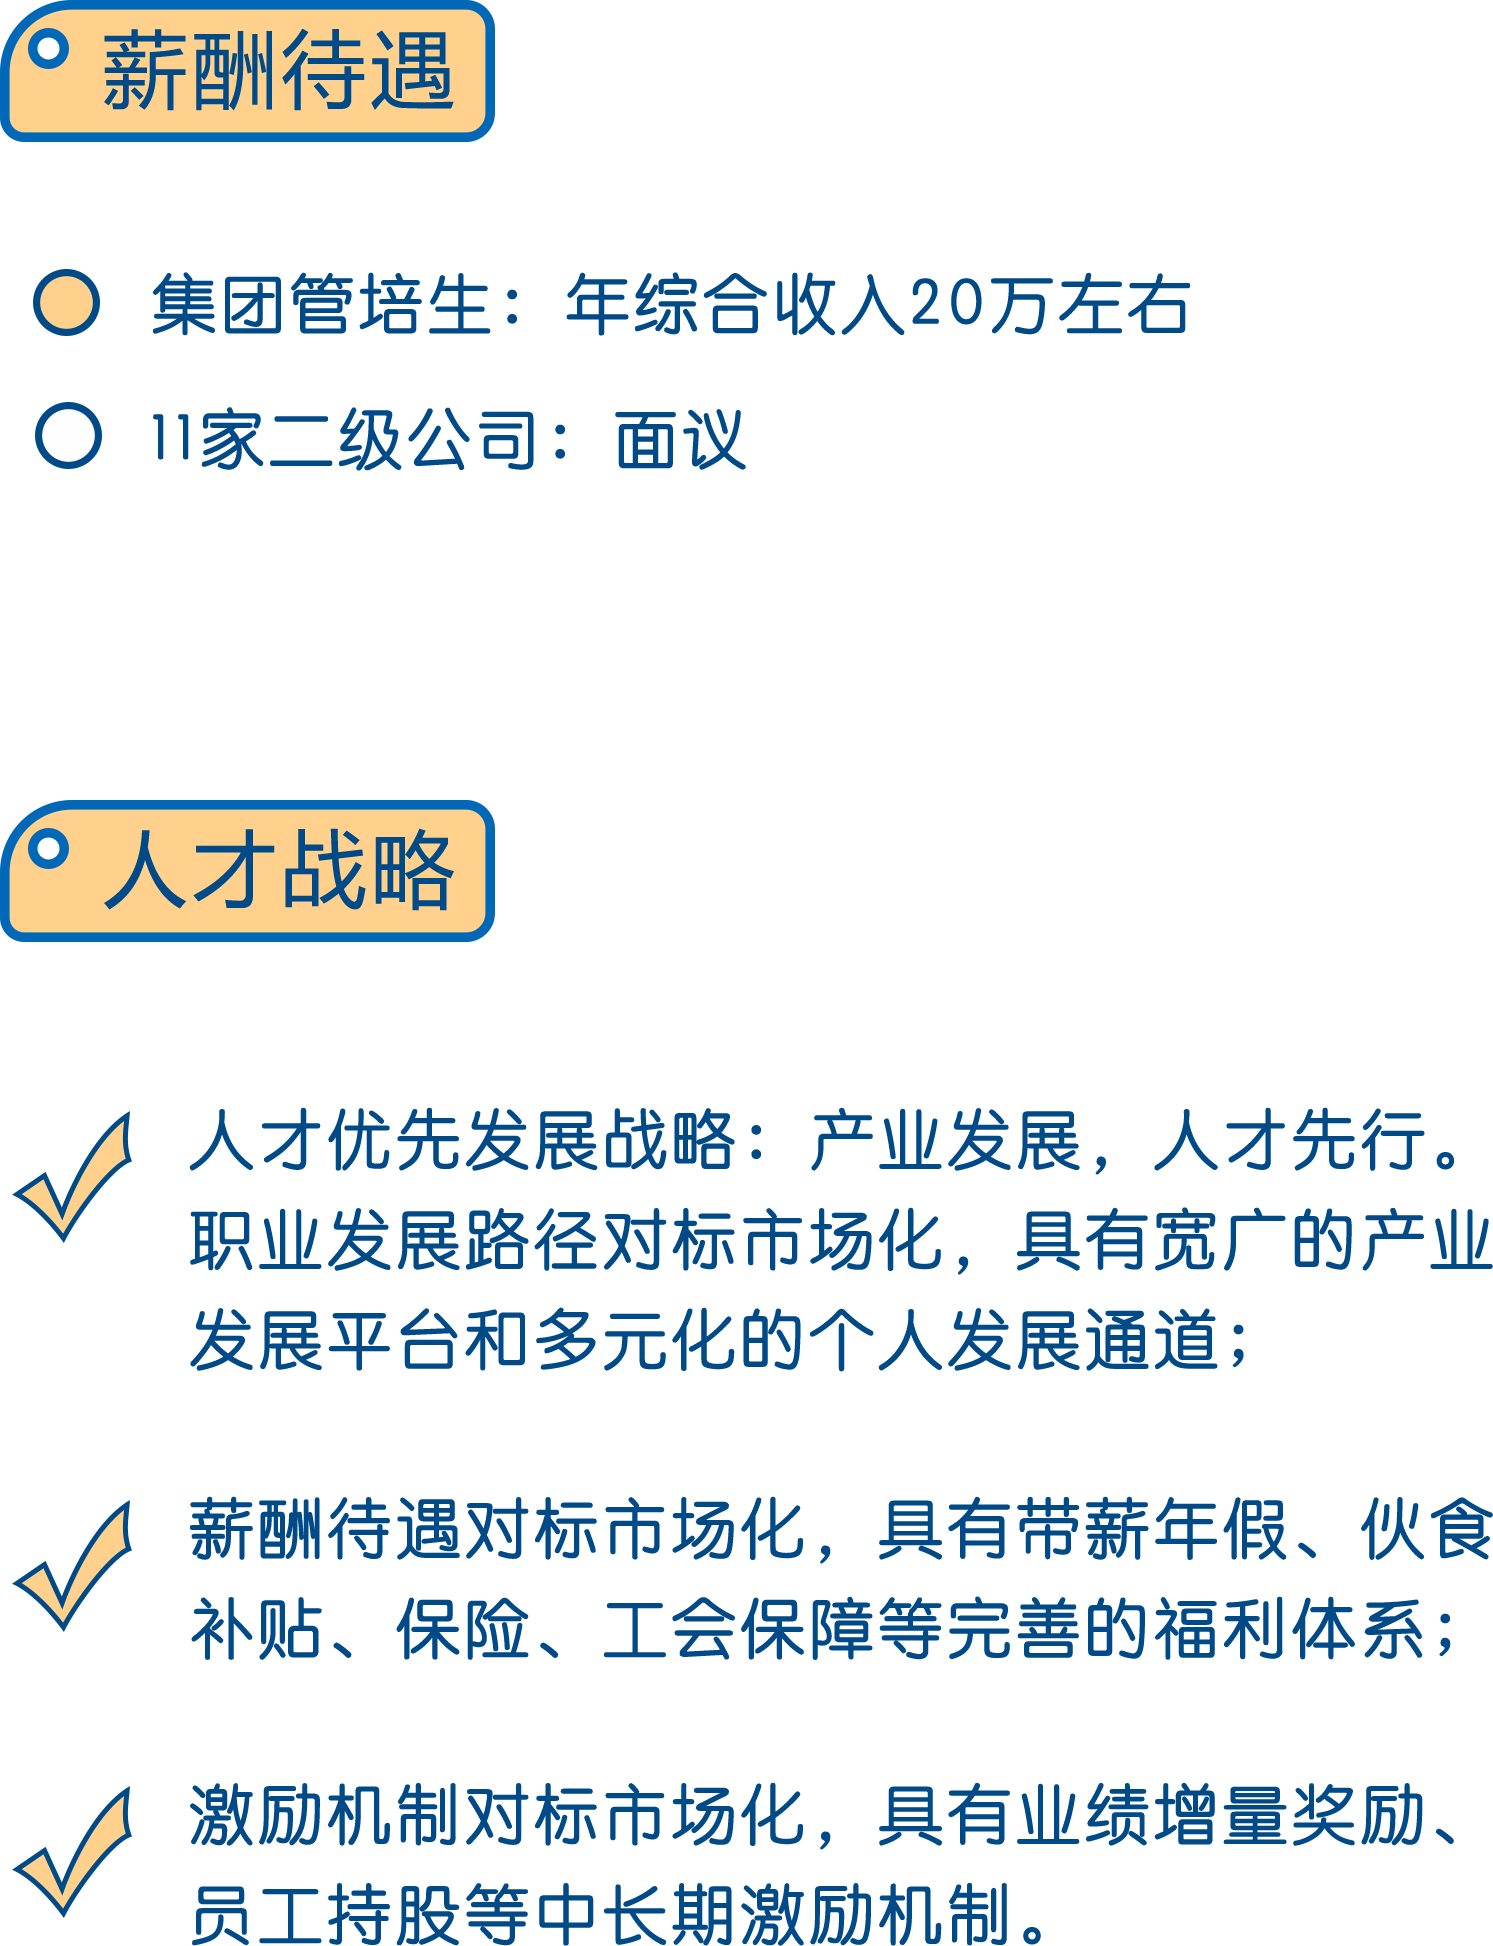 薪酬待遇
集团管培生：年综合收入20万左右
11家二级公司：面议
人才战略
人才优先发展战略：产业发展，人才先行。
职业发展路径对标市场化，具有宽广的产业
发展平台和多元化的个人发展通道；
薪酬待遇对标市场化，具有带薪年假、伙食
补贴、保险、工会保障等完善的福利体系；
激励机制对标市场化，具有业绩增量奖励、
员工持股等中长期激励机制。